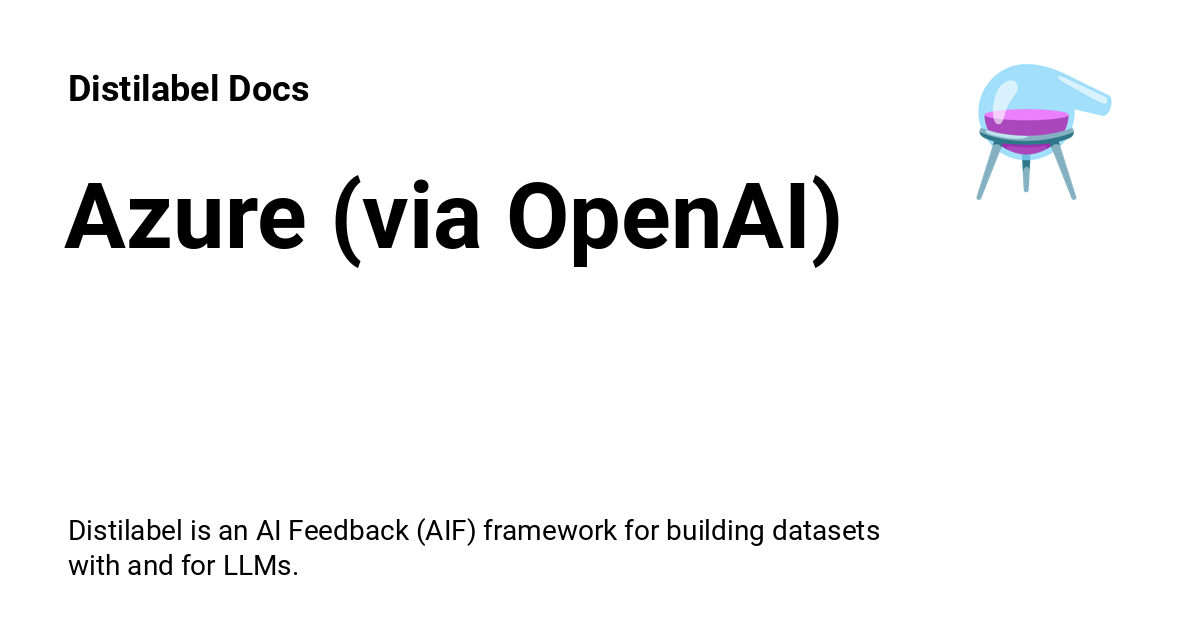 Distilabel Docs
Azure (via OpenAI)
Distilabel is an AI Feedback (AIF) framework for building datasets
with and for LLMs.